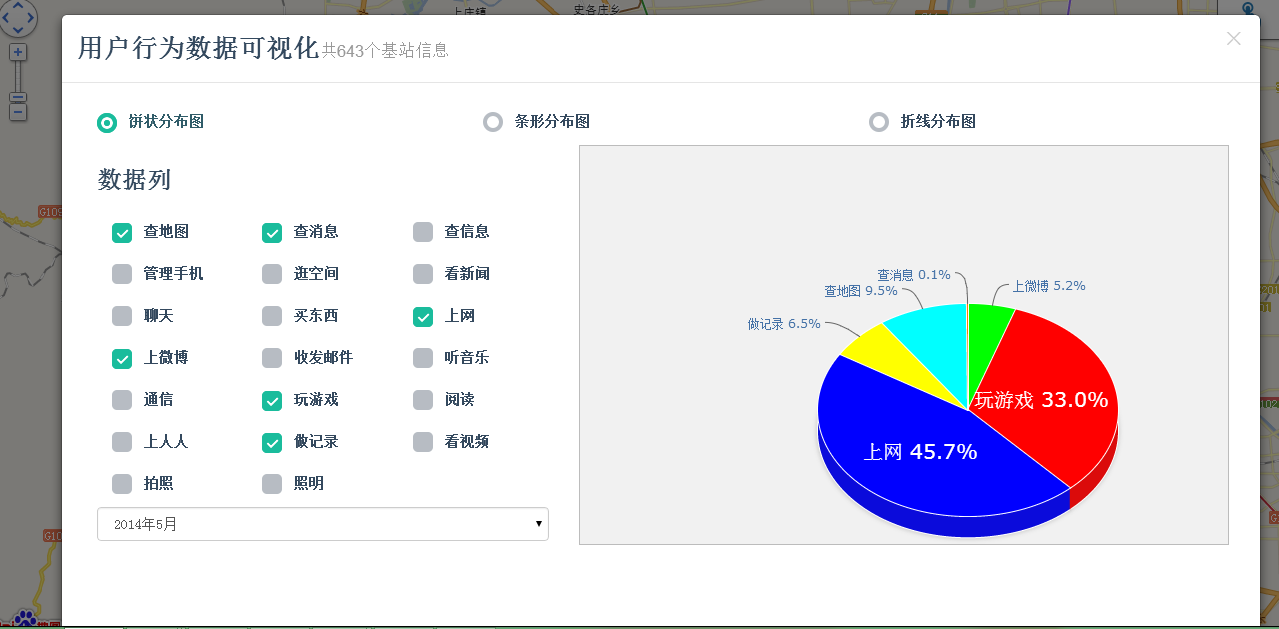 上庄镇
史各庄乡
用户行为数据可视化共643个基站信息
饼状分布图 条形分布图 折线分布图
数据列
查地图 查消息 查信息
管理手机 逛空间 看新闻
聊天 买东西 上网
上微博 收发邮件 听音乐
通信 玩游戏 阅读
上人人 做记录 看视频
拍照 照明
2014年5月
查消息 0.1%
上微博 5.2%
查地图 9.5%
做记录 6.5%
玩游戏 33.0%
上网 45.7%
G109